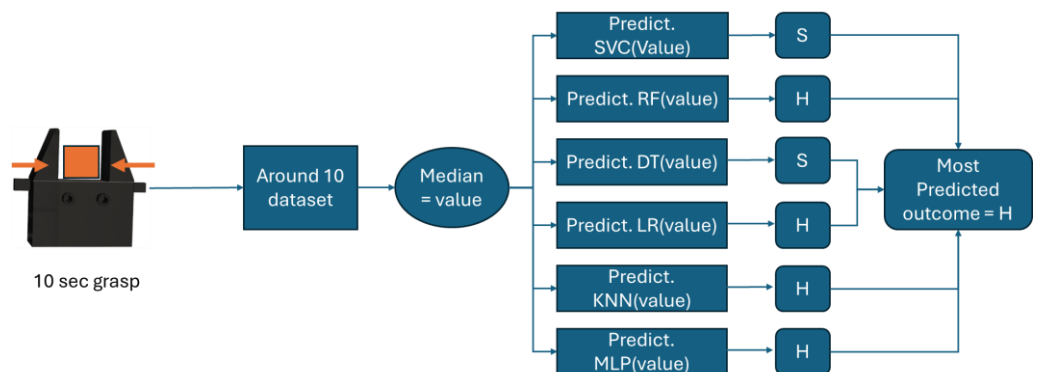 10 sec grasp
Around 10
dataset
Median
= value
Predict.
SVC(Value)
S
Predict. RF(value)
H
Predict. DT(value)
S
Predict. LR(value)
H
Predict.
KNN(value)
H
Predict.
MLP(value)
H
Most
Predicted
outcome = H